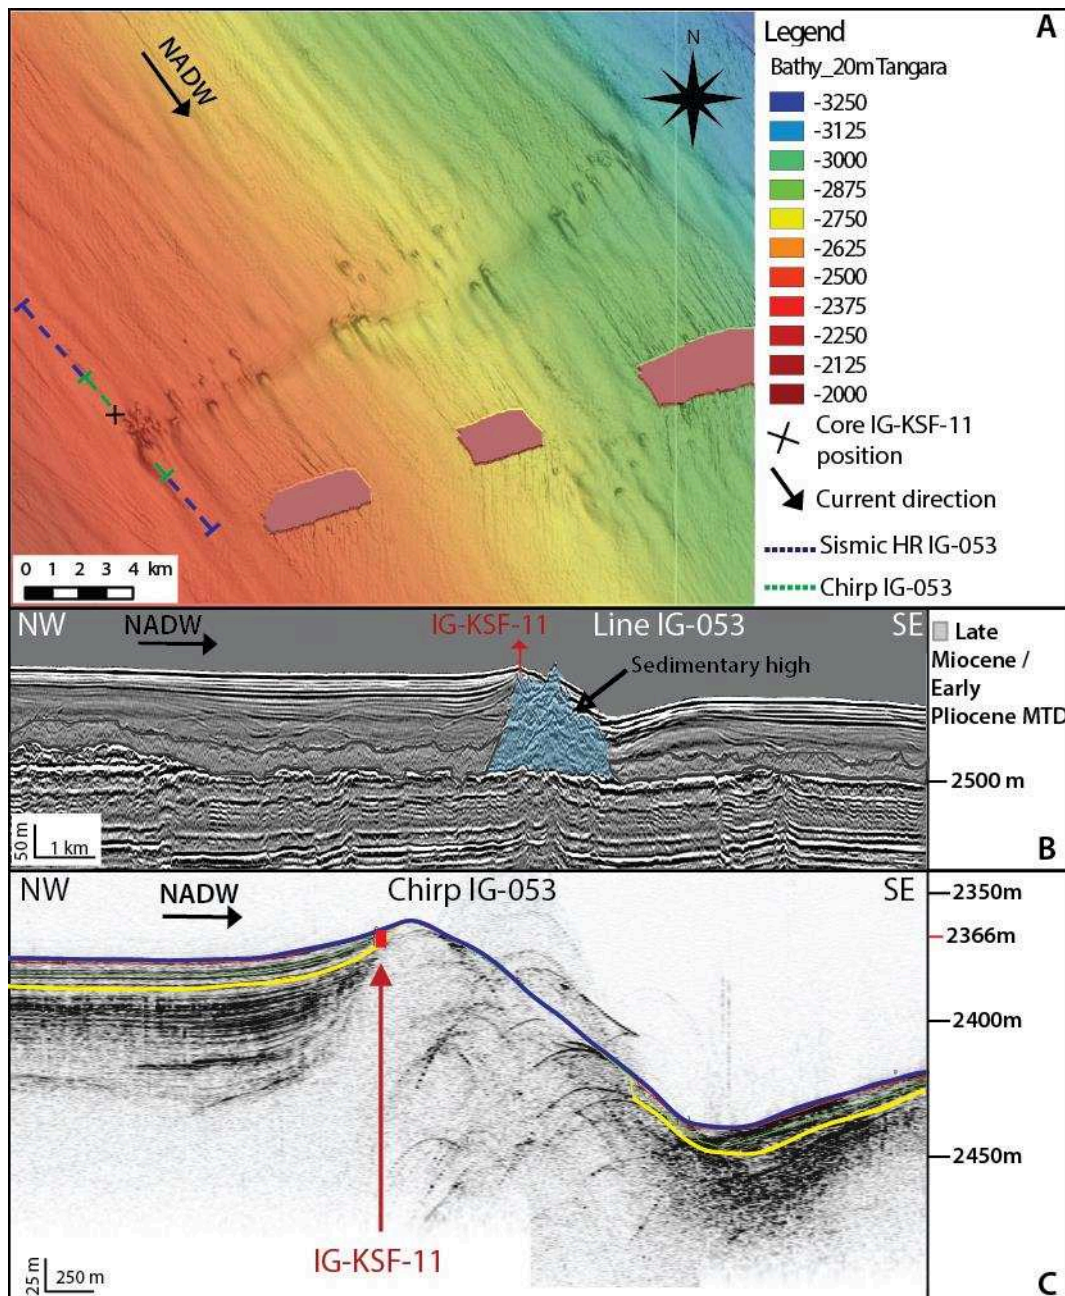 NADW
N
Legend
A
Bathy_20m Tangara
-3250
-3125
-3000
-2875
-2750
-2625
-2500
-2375
-2250
-2125
-2000
Core IG-KSF-11
position
Current direction
Sismic HR IG-053
Chirp IG-053
0 1 2 3 4 km
NW
NADW
IG-KSF-11
Line IG-053
SE
Sedimentary high
Late
Miocene /
Early
Pliocene MTD
2500 m
50 m
1 km
B
NW
NADW
Chirp IG-053
SE
2350m
2366m
2400m
2450m
IG-KSF-11
25 m
250 m
C